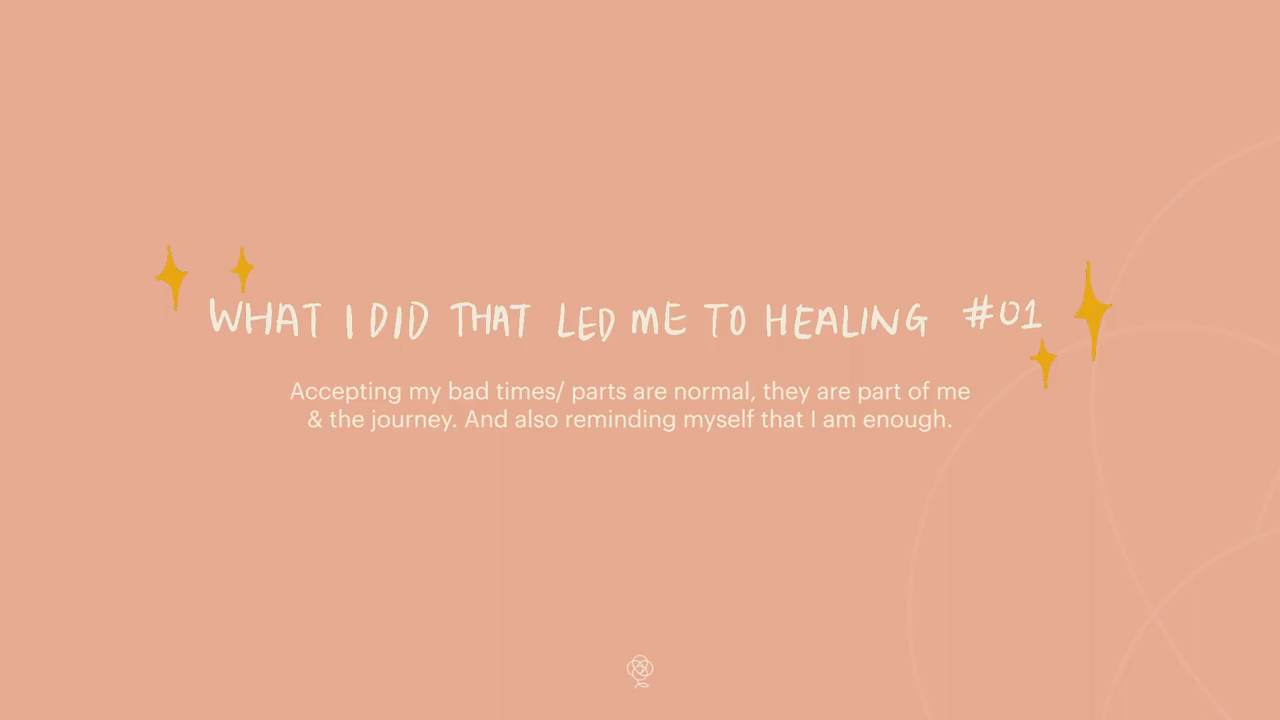 WHAT I DID THAT LED ME TO HEALING #01
Accepting my bad times/ parts are normal, they are part of me
& the journey. And also reminding myself that I am enough.